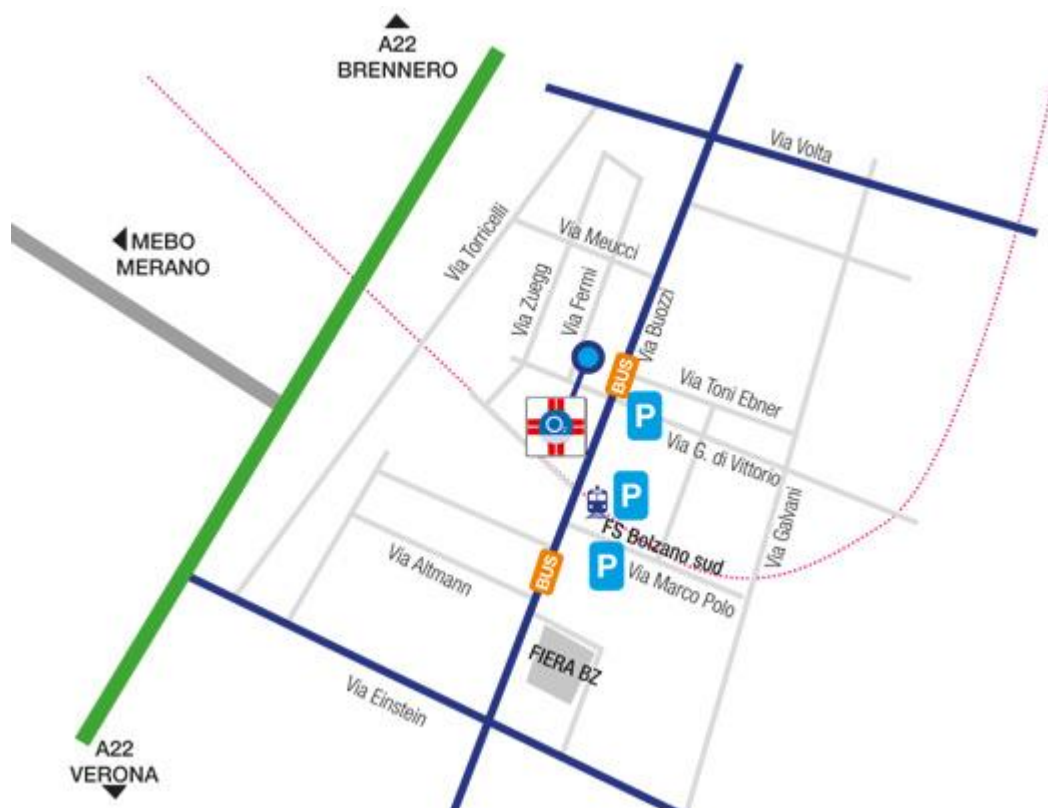 A22
BRENNERO
Via Volta
MEBO
MERANO
Via Torricelli
Via Meucci
Via Zuegg
Via Fermi
Via Buozzi
BUS
Via Toni Ebner
P
Via G. di Vittorio
P
Via Galvani
FS Bolzano sud
BUS
P
Via Marco Polo
Via Altmann
FIERA BZ
Via Einstein
A22
VERONA